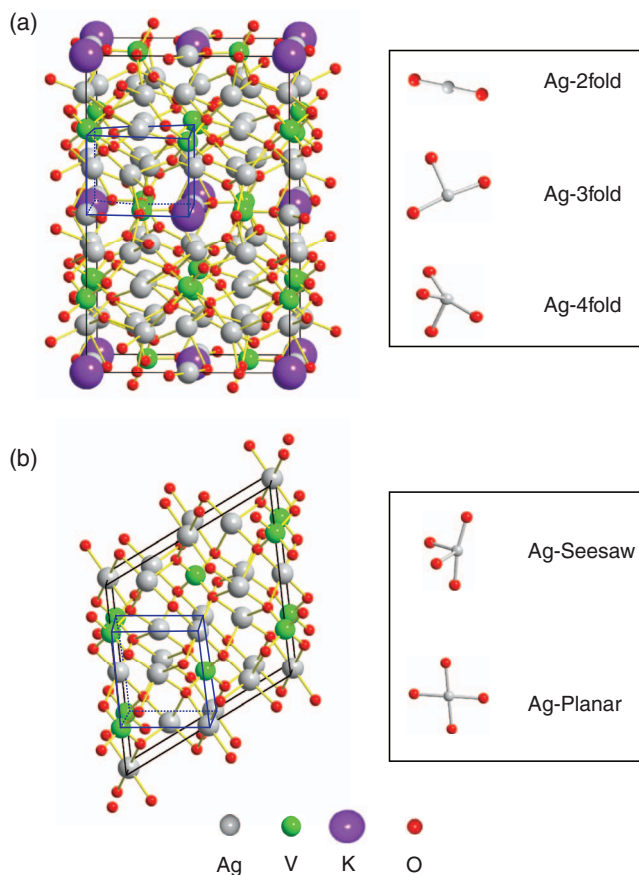 (a)
Ag-2fold
Ag-3fold
Ag-4fold
(b)
Ag-Seesaw
Ag-Planar
Ag V K O